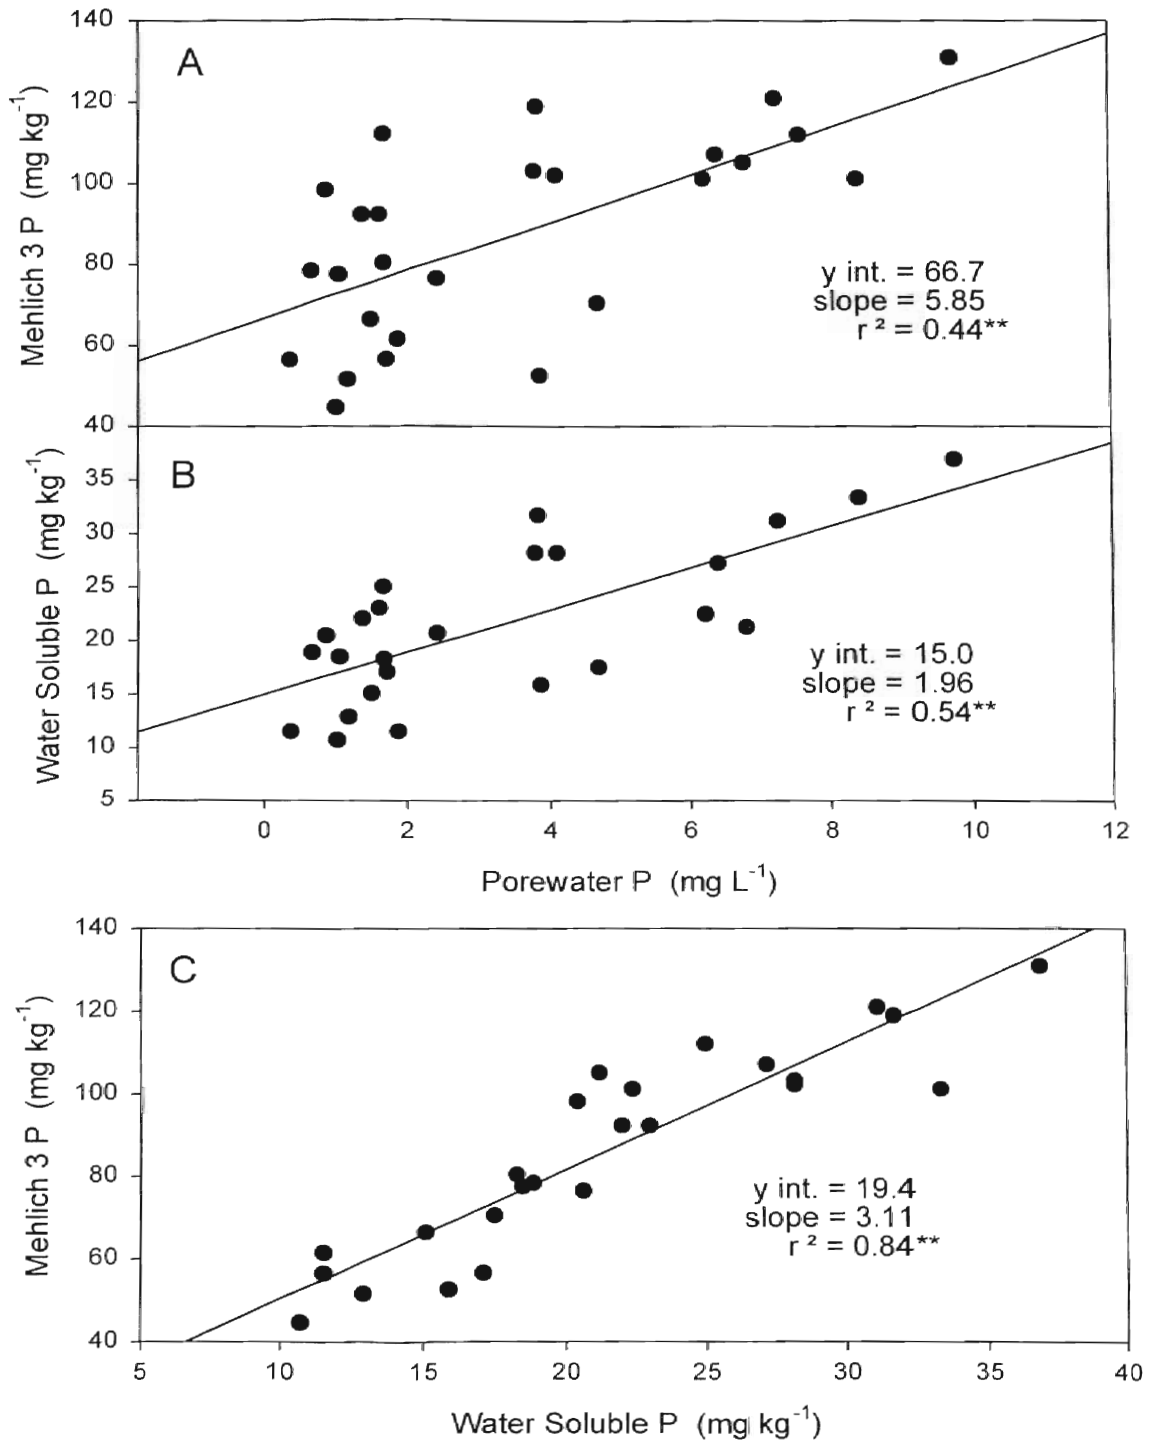 140
120
100
80
60
40
Mehlich 3 P (mg kg⁻¹)
A
y int. = 66.7
slope = 5.85
r ² = 0.44**
35
30
25
20
15
10
5
Water Soluble P (mg kg⁻¹)
B
y int. = 15.0
slope = 1.96
r ² = 0.54**
0 2 4 6 8 10 12
Porewater P (mg L⁻¹)
140
120
100
80
60
40
Mehlich 3 P (mg kg⁻¹)
C
y int. = 19.4
slope = 3.11
r ² = 0.84**
5 10 15 20 25 30 35 40
Water Soluble P (mg kg⁻¹)